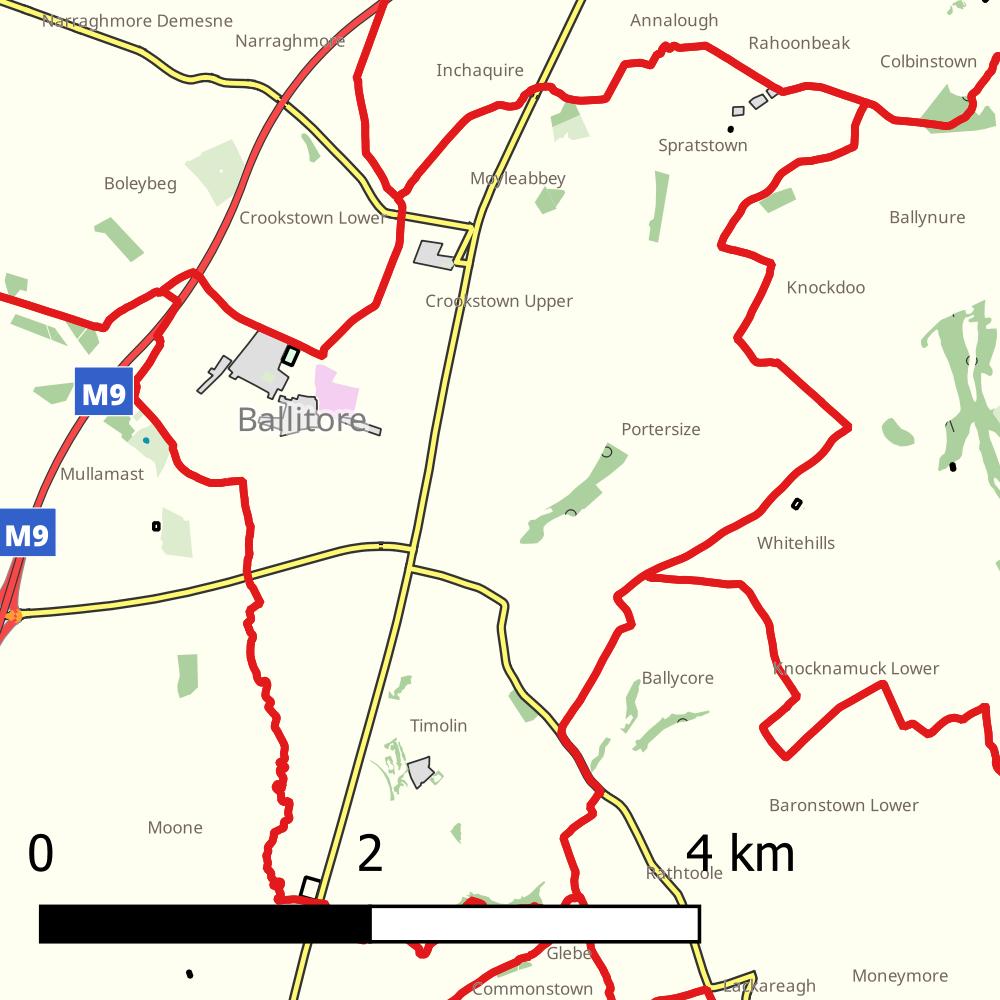 Narraghmore Demesne
Annalough
Narraghmore
Rahoonbeak
Colbinstown
Inchaquire
Spratstown
Moyleabbey
Boleybeg
Crookstown Lower
Ballynure
Knockdoo
Crookstown Upper
M9
Ballitore
Portersize
Mullamast
M9
Whitehills
Knocknamuck Lower
Ballycore
Timolin
Baronstown Lower
Moone
0 2 4 km
Rathtoole
Glebe
Moneymore
Lackareagh
Commonstown